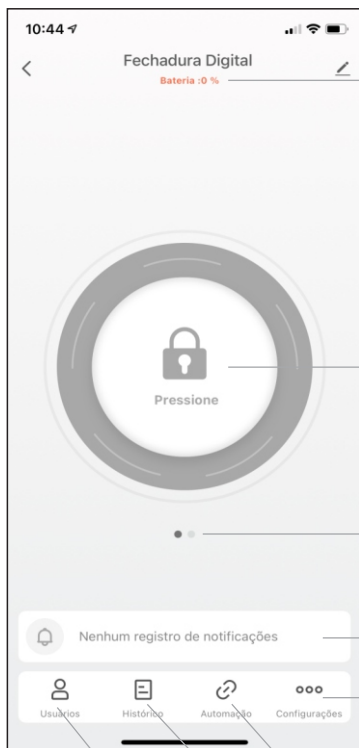 10:44
Fechadura Digital
Bateria :0 %
Pressione
Nenhum registro de notificações
Usuários Histórico Automação Configurações